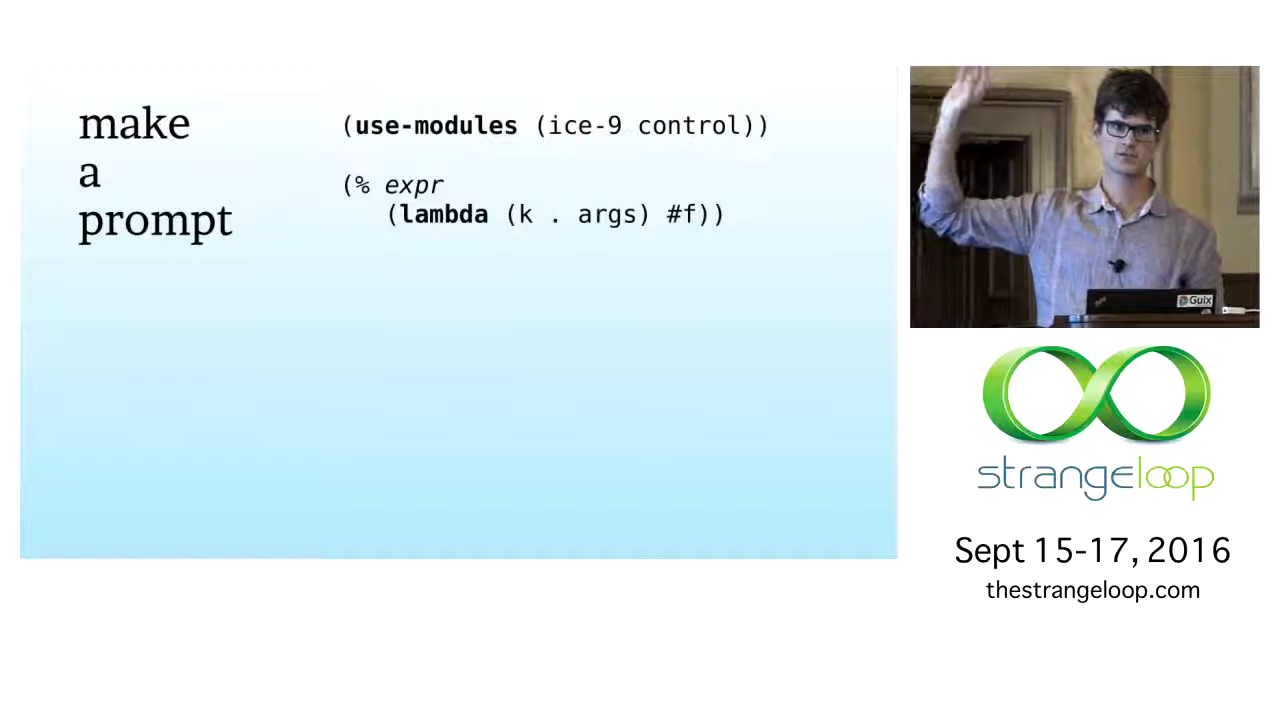 make
a
prompt
(use-modules (ice-9 control))
(% expr
(lambda (k . args) #f))
Guix
strangeloop
Sept 15-17, 2016
thestrangeloop.com